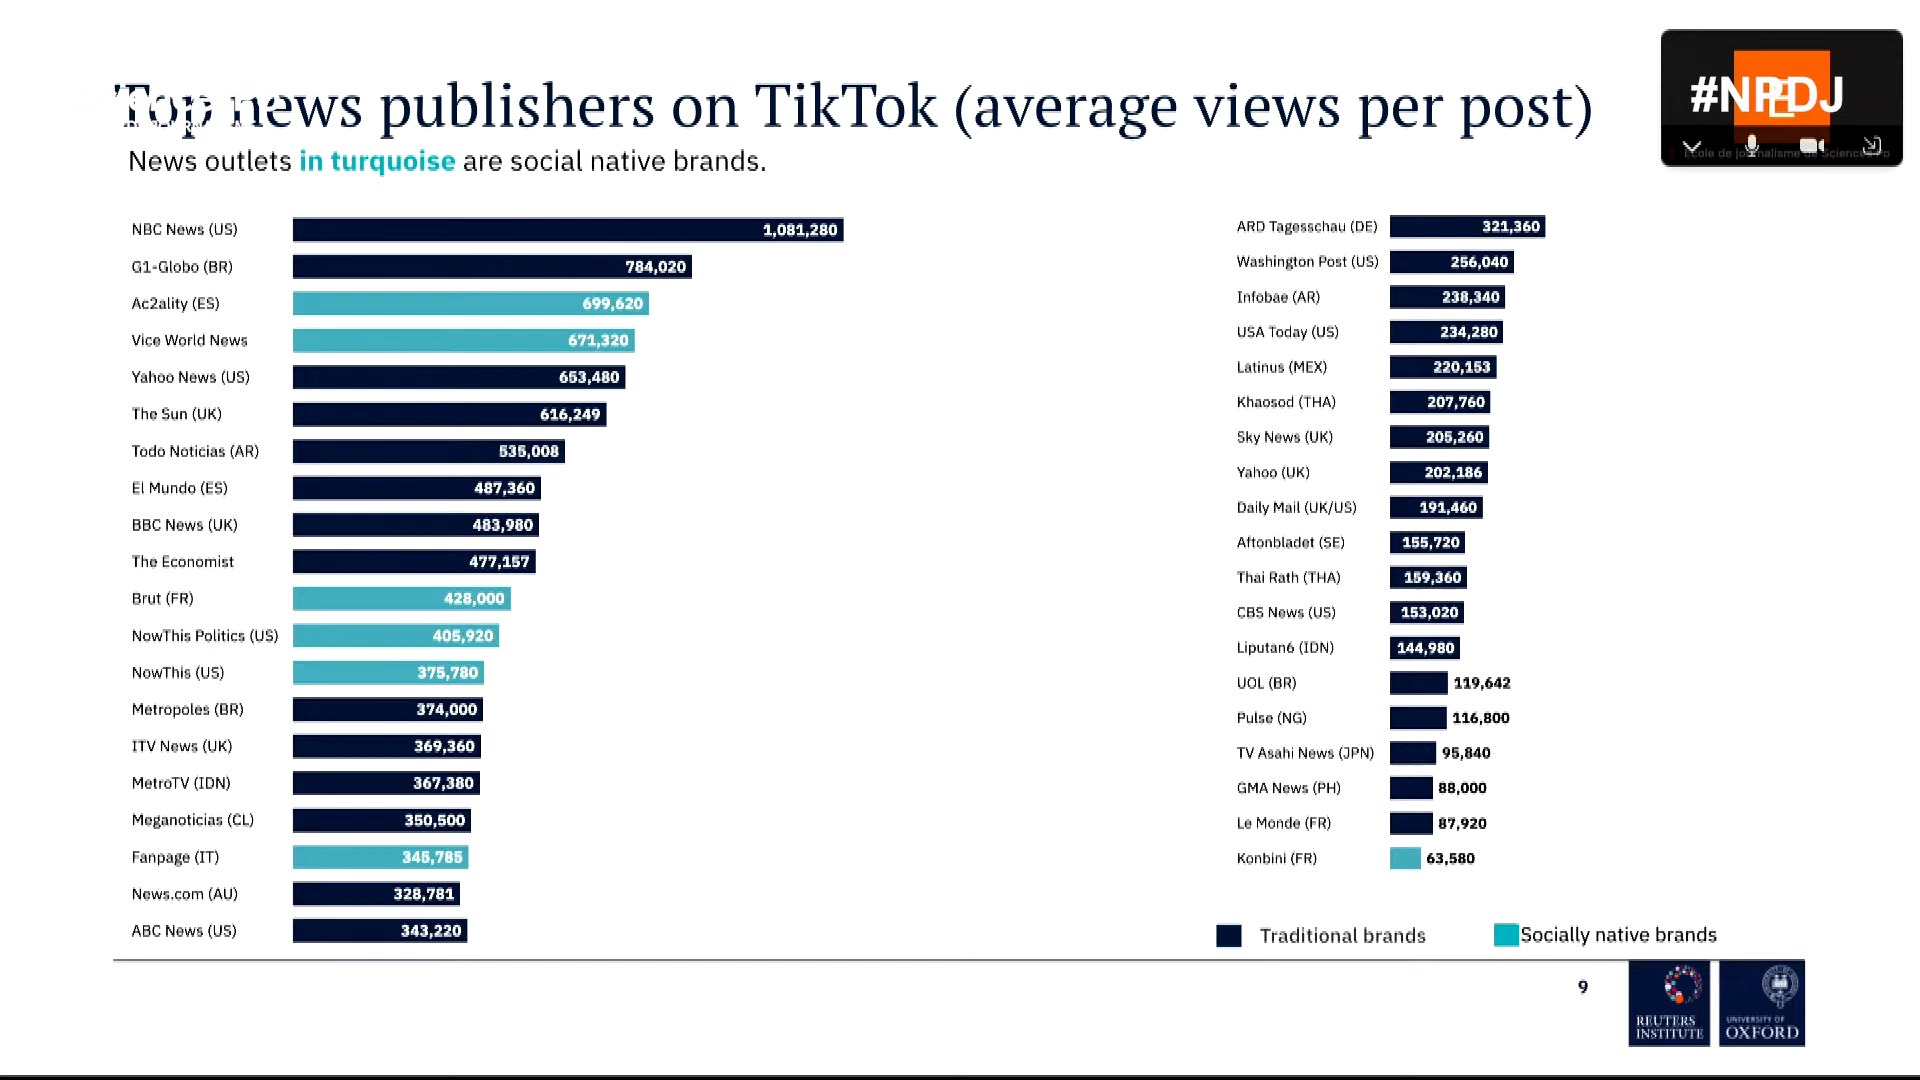 Top news publishers on TikTok (average views per post)
News outlets in turquoise are social native brands.
#NPDJ
NBC News (US) 1,081,280
G1-Globo (BR) 784,020
Ac2ality (ES) 699,620
Vice World News 671,320
Yahoo News (US) 653,480
The Sun (UK) 616,249
Todo Noticias (AR) 535,008
El Mundo (ES) 487,360
BBC News (UK) 483,980
The Economist 477,157
Brut (FR) 428,000
NowThis Politics (US) 405,920
NowThis (US) 375,780
Metropoles (BR) 374,000
ITV News (UK) 369,360
MetroTV (IDN) 367,380
Meganoticias (CL) 350,500
Fanpage (IT) 345,785
News.com (AU) 328,781
ABC News (US) 343,220
ARD Tagesschau (DE) 321,360
Washington Post (US) 256,040
Infobae (AR) 238,340
USA Today (US) 234,280
Latinus (MEX) 220,153
Khaosod (THA) 207,760
Sky News (UK) 205,260
Yahoo (UK) 202,186
Daily Mail (UK/US) 191,460
Aftonbladet (SE) 155,720
Thai Rath (THA) 159,360
CBS News (US) 153,020
Liputan6 (IDN) 144,980
UOL (BR) 119,642
Pulse (NG) 116,800
TV Asahi News (JPN) 95,840
GMA News (PH) 88,000
Le Monde (FR) 87,920
Konbini (FR) 63,580
Traditional brands
Socially native brands
9
REUTERS
INSTITUTE
UNIVERSITY OF
OXFORD